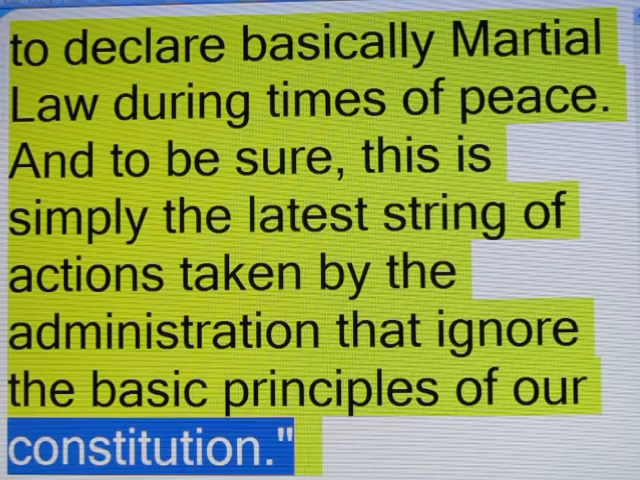 to declare basically Martial
Law during times of peace.
And to be sure, this is
simply the latest string of
actions taken by the
administration that ignore
the basic principles of our
constitution."